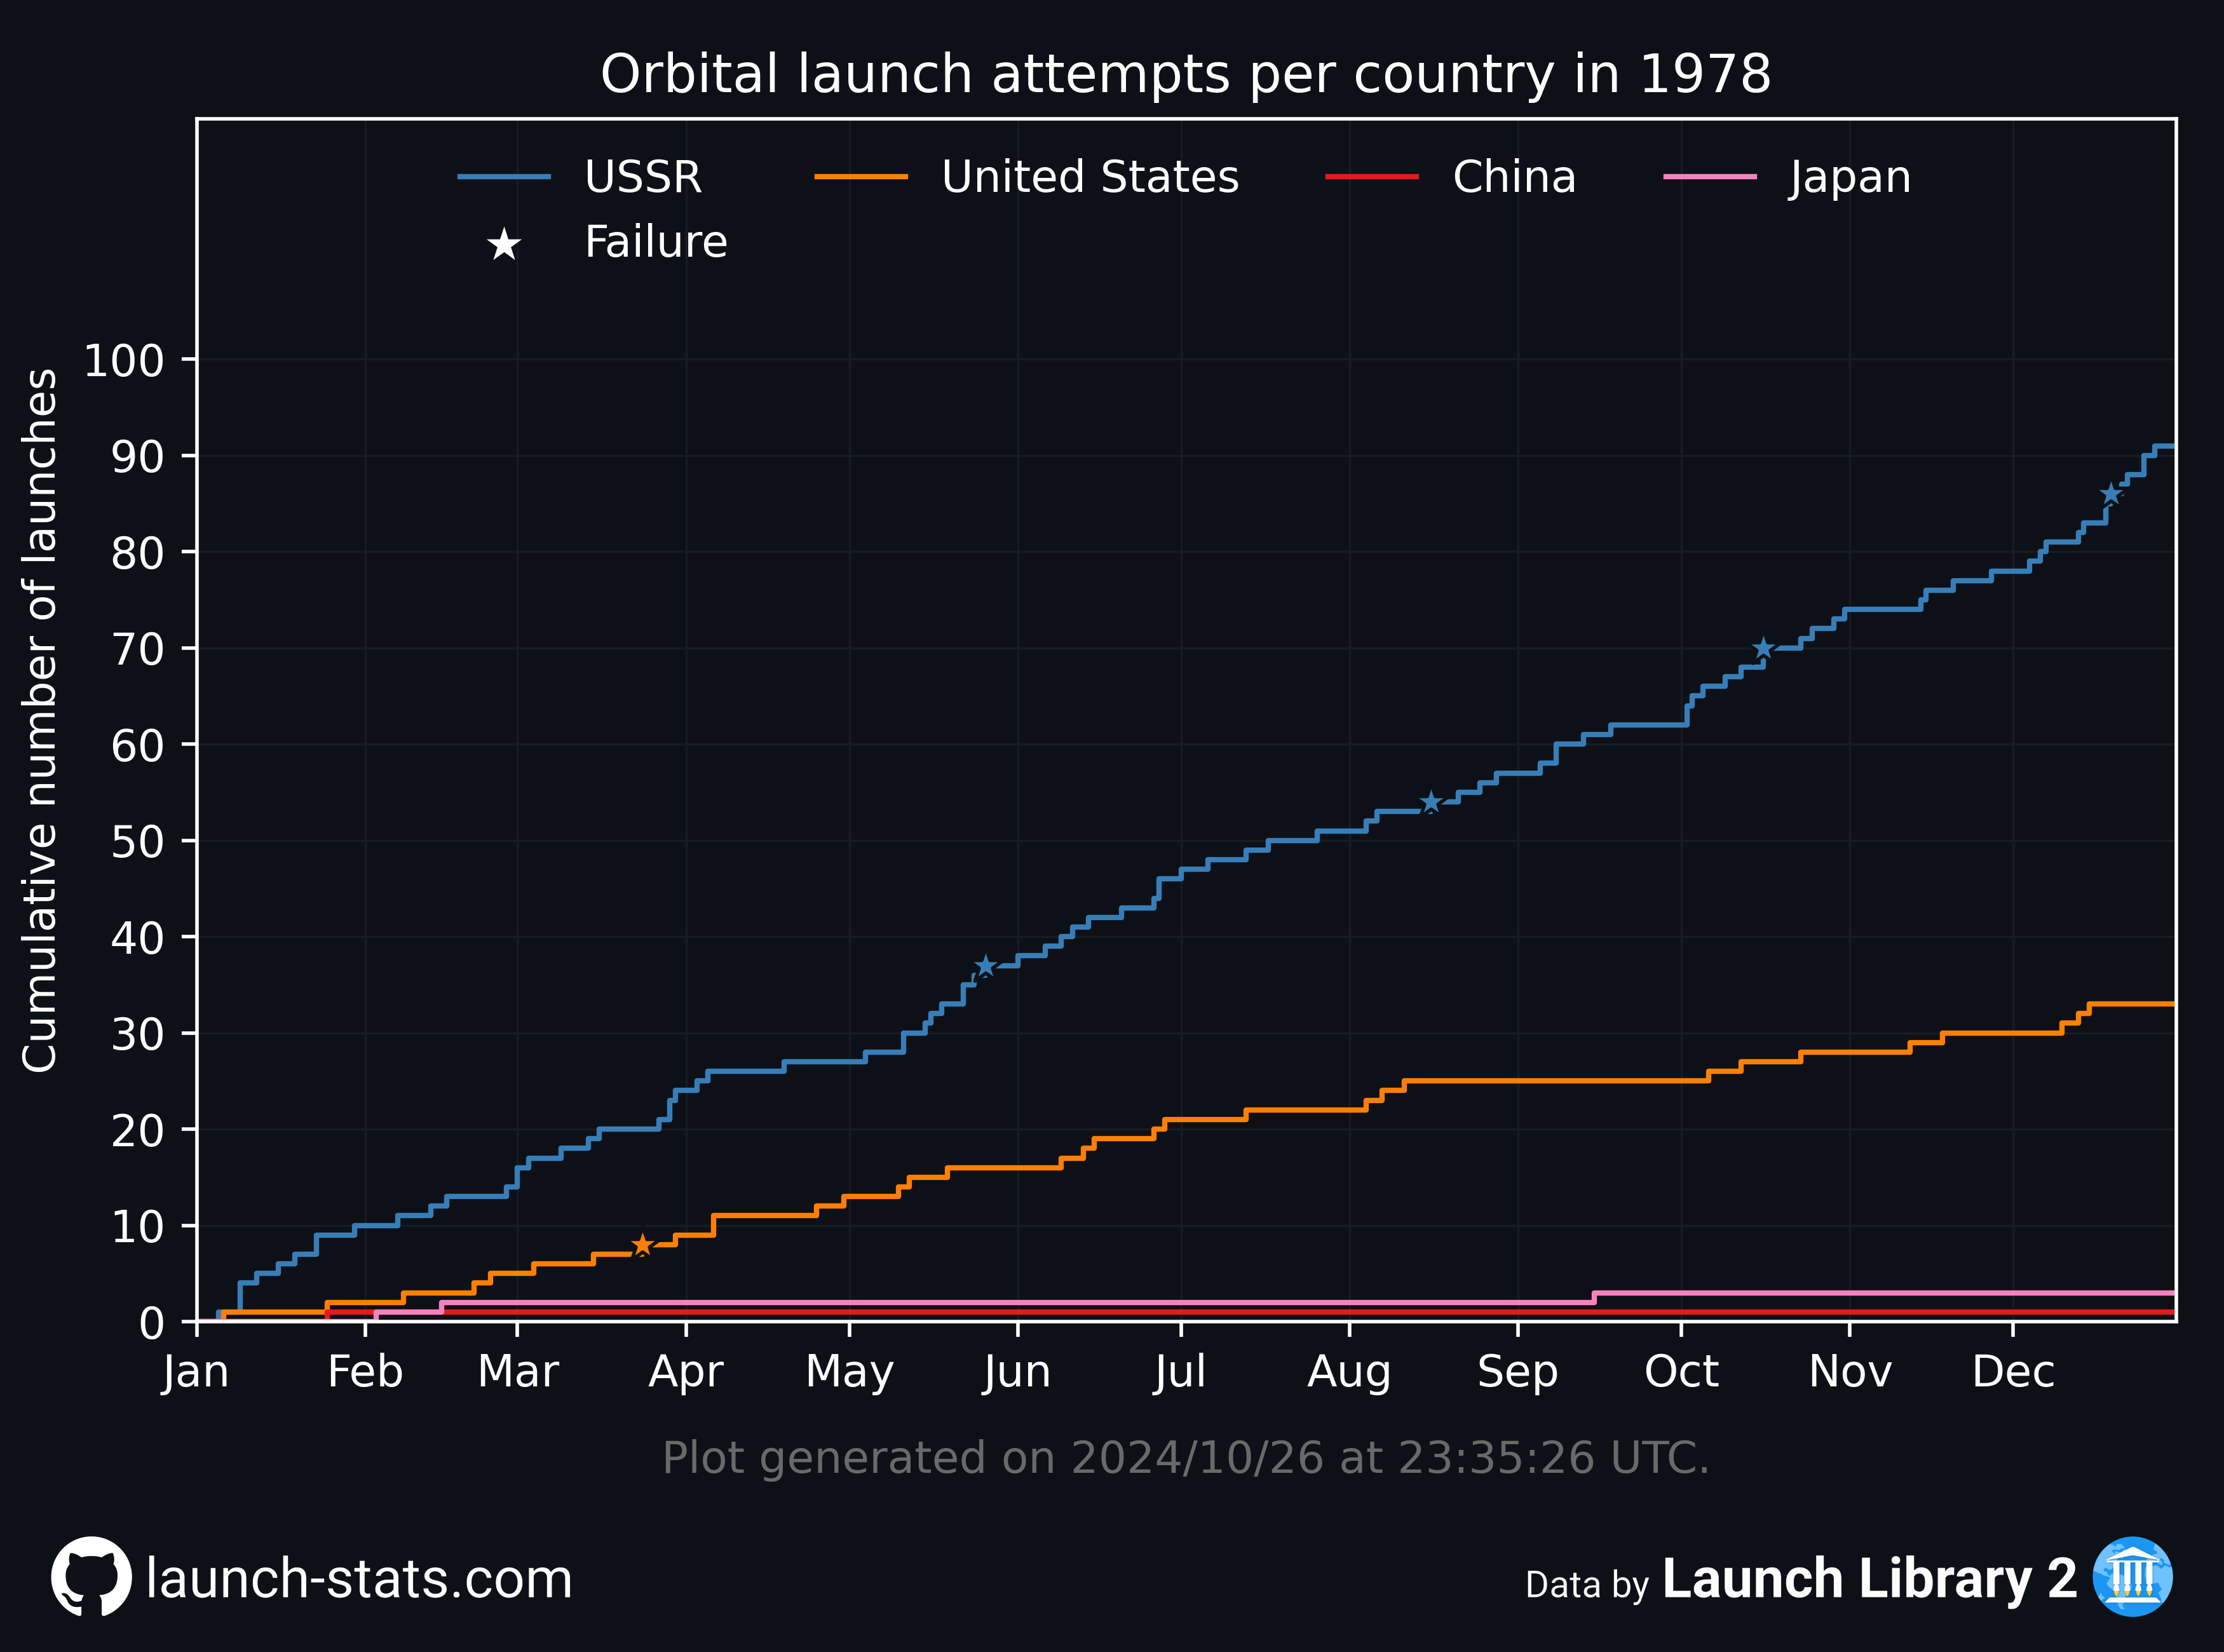 Orbital launch attempts per country in 1978
USSR United States China Japan
Failure
Cumulative number of launches
100
90
80
70
60
50
40
30
20
10
0
Jan Feb Mar Apr May Jun Jul Aug Sep Oct Nov Dec
Plot generated on 2024/10/26 at 23:35:26 UTC.
launch-stats.com
Data by Launch Library 2